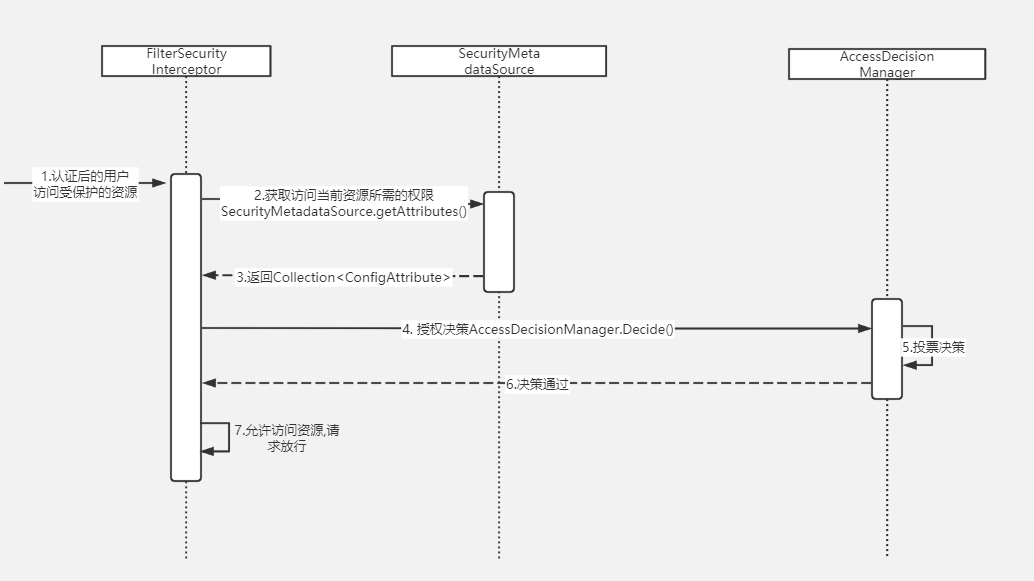 FilterSecurity
Interceptor
SecurityMeta
dataSource
AccessDecision
Manager
1.认证后的用户
访问受保护的资源
2.获取访问当前资源所需的权限
SecurityMetadataSource.getAttributes()
3.返回Collection<ConfigAttribute>
4. 授权决策AccessDecisionManager.Decide()
5.投票决策
6.决策通过
7.允许访问资源,请
求放行